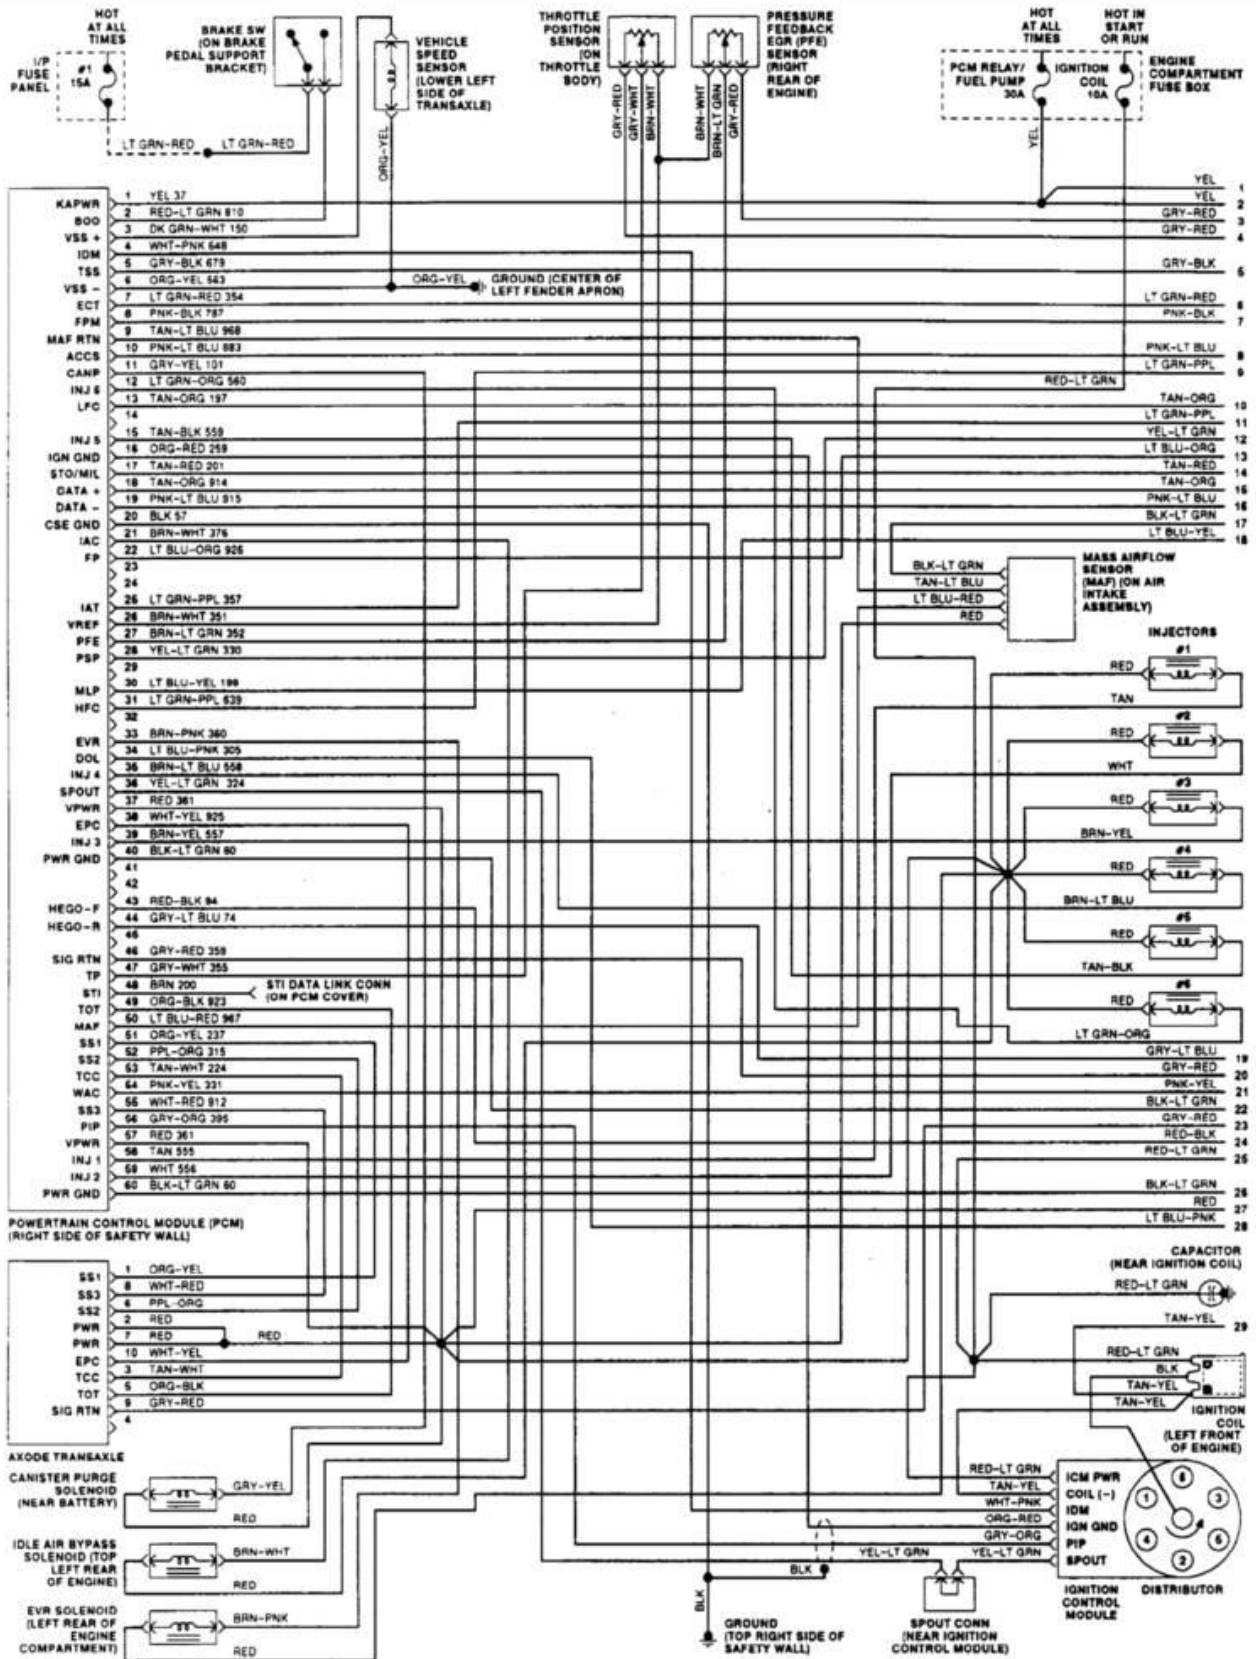 HOT
AT ALL
TIMES
I/P
FUSE
PANEL
#1
15A
BRAKE SW
(ON BRAKE
PEDAL SUPPORT
BRACKET)
VEHICLE
SPEED
SENSOR
(LOWER LEFT
SIDE OF
TRANSAXLE)
THROTTLE
POSITION
SENSOR
(ON
THROTTLE
BODY)
PRESSURE
FEEDBACK
EGR (PFE)
SENSOR
(RIGHT
REAR OF
ENGINE)
HOT
AT ALL
TIMES
HOT IN
START
OR RUN
PCM RELAY/
FUEL PUMP
30A
IGNITION
COIL
10A
ENGINE
COMPARTMENT
FUSE BOX
LT GRN-RED
LT GRN-RED
ORG-YEL
GRY-RED
GRY-WHT
BRN-WHT
BRN-WHT
BRN-LT GRN
GRY-RED
YEL
KAPWR 1 YEL 37
BOO 2 RED-LT GRN 810
VSS + 3 DK GRN-WHT 150
IDM 4 WHT-PNK 648
TSS 5 GRY-BLK 679
VSS - 6 ORG-YEL 563
ECT 7 LT GRN-RED 354
FPM 8 PNK-BLK 787
MAF RTN 9 TAN-LT BLU 968
ACCS 10 PNK-LT BLU 883
CANP 11 GRY-YEL 101
INJ 6 12 LT GRN-ORG 560
LFC 13 TAN-ORG 197
14
INJ 5 15 TAN-BLK 559
IGN GND 16 ORG-RED 259
STO/MIL 17 TAN-RED 201
DATA + 18 TAN-ORG 914
DATA - 19 PNK-LT BLU 915
CSE GND 20 BLK 57
IAC 21 BRN-WHT 376
FP 22 LT BLU-ORG 926
23
24
IAT 25 LT GRN-PPL 357
VREF 26 BRN-WHT 351
PFE 27 BRN-LT GRN 352
PSP 28 YEL-LT GRN 330
29
MLP 30 LT BLU-YEL 199
HFC 31 LT GRN-PPL 639
32
EVR 33 BRN-PNK 360
DOL 34 LT BLU-PNK 305
INJ 4 35 BRN-LT BLU 558
SPOUT 36 YEL-LT GRN 324
VPWR 37 RED 361
EPC 38 WHT-YEL 925
INJ 3 39 BRN-YEL 557
PWR GND 40 BLK-LT GRN 60
41
42
HEGO-F 43 RED-BLK 94
HEGO-R 44 GRY-LT BLU 74
45
SIG RTN 46 GRY-RED 359
TP 47 GRY-WHT 355
STI 48 BRN 200
TOT 49 ORG-BLK 923
MAF 50 LT BLU-RED 967
SS1 51 ORG-YEL 237
SS2 52 PPL-ORG 315
TCC 53 TAN-WHT 224
WAC 54 PNK-YEL 331
SS3 55 WHT-RED 912
PIP 56 GRY-ORG 395
VPWR 57 RED 361
INJ 1 58 TAN 555
INJ 2 59 WHT 556
PWR GND 60 BLK-LT GRN 60
POWERTRAIN CONTROL MODULE (PCM)
(RIGHT SIDE OF SAFETY WALL)
ORG-YEL
GROUND (CENTER OF
LEFT FENDER APRON)
STI DATA LINK CONN
(ON PCM COVER)
YEL 1
YEL 2
GRY-RED 3
GRY-RED 4
GRY-BLK 5
LT GRN-RED 6
PNK-BLK 7
PNK-LT BLU 8
LT GRN-PPL 9
RED-LT GRN
TAN-ORG 10
LT GRN-PPL 11
YEL-LT GRN 12
LT BLU-ORG 13
TAN-RED 14
TAN-ORG 15
PNK-LT BLU 16
BLK-LT GRN 17
LT BLU-YEL 18
BLK-LT GRN
TAN-LT BLU
LT BLU-RED
RED
MASS AIRFLOW
SENSOR
(MAF) (ON AIR
INTAKE
ASSEMBLY)
INJECTORS
#1
RED
TAN
#2
RED
WHT
#3
RED
BRN-YEL
#4
RED
BRN-LT BLU
#5
RED
TAN-BLK
#6
RED
LT GRN-ORG
GRY-LT BLU 19
GRY-RED 20
PNK-YEL 21
BLK-LT GRN 22
GRY-RED 23
RED-BLK 24
RED-LT GRN 25
BLK-LT GRN 26
RED 27
LT BLU-PNK 28
SS1 1 ORG-YEL
SS3 8 WHT-RED
SS2 6 PPL-ORG
PWR 2 RED
PWR 7 RED
RED
EPC 10 WHT-YEL
TCC 3 TAN-WHT
TOT 5 ORG-BLK
SIG RTN 9 GRY-RED
4
AXODE TRANSAXLE
CANISTER PURGE
SOLENOID
(NEAR BATTERY)
GRY-YEL
RED
IDLE AIR BYPASS
SOLENOID (TOP
LEFT REAR
OF ENGINE)
BRN-WHT
RED
EVR SOLENOID
(LEFT REAR OF
ENGINE
COMPARTMENT)
BRN-PNK
RED
CAPACITOR
(NEAR IGNITION COIL)
RED-LT GRN
TAN-YEL 29
RED-LT GRN
BLK
TAN-YEL
TAN-YEL
IGNITION
COIL
(LEFT FRONT
OF ENGINE)
RED-LT GRN ICM PWR
TAN-YEL COIL (-)
WHT-PNK IDM
ORG-RED IGN GND
GRY-ORG PIP
YEL-LT GRN YEL-LT GRN SPOUT
6
1
3
4
5
2
IGNITION
CONTROL
MODULE
DISTRIBUTOR
BLK
BLK
GROUND
(TOP RIGHT SIDE OF
SAFETY WALL)
SPOUT CONN
(NEAR IGNITION
CONTROL MODULE)